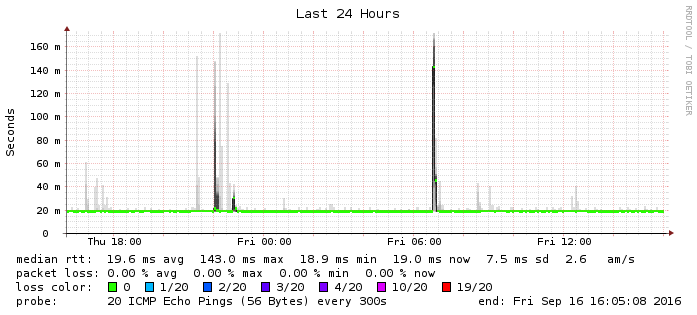 Last 24 Hours
RRDTOOL / TOBI OETIKER
Seconds
160 m
140 m
120 m
100 m
80 m
60 m
40 m
20 m
0
Thu 18:00 Fri 00:00 Fri 06:00 Fri 12:00
median rtt: 19.6 ms avg 143.0 ms max 18.9 ms min 19.0 ms now 7.5 ms sd 2.6 am/s
packet loss: 0.00 % avg 0.00 % max 0.00 % min 0.00 % now
loss color: 0 1/20 2/20 3/20 4/20 10/20 19/20
probe: 20 ICMP Echo Pings (56 Bytes) every 300s end: Fri Sep 16 16:05:08 2016